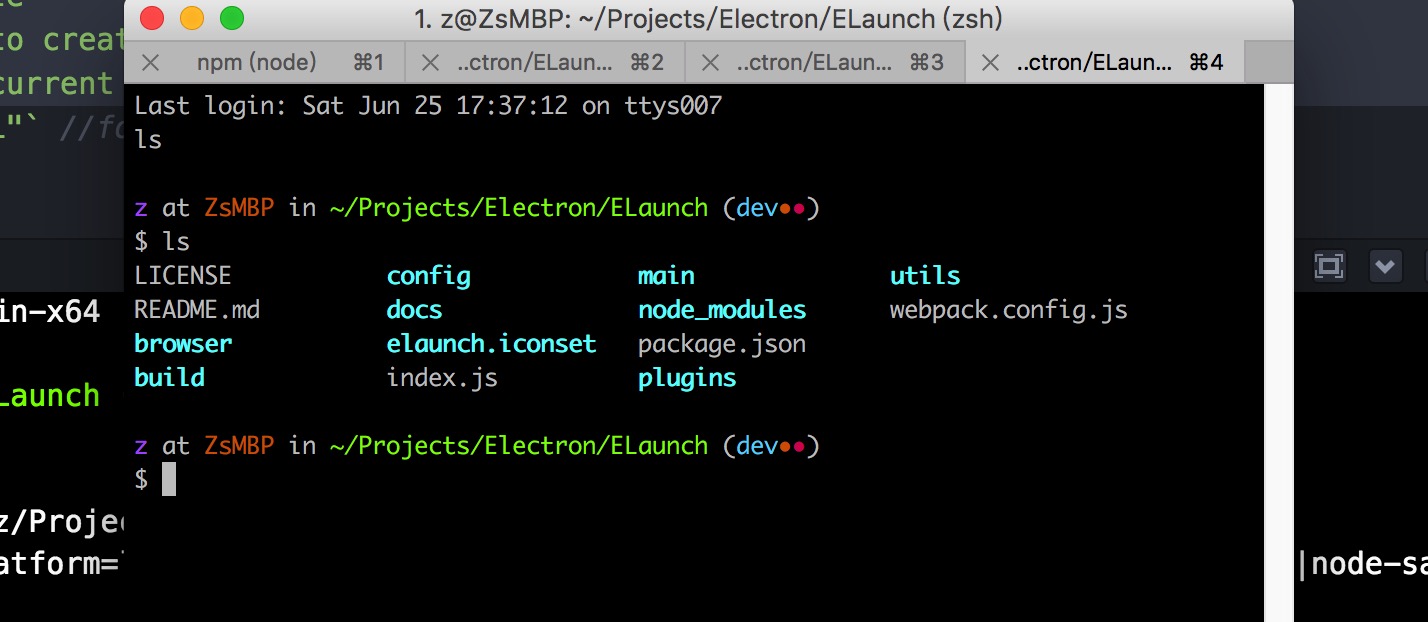 1. z@ZsMBP: ~/Projects/Electron/ELaunch (zsh)
npm (node) ⌘1 ..ctron/ELaun... ⌘2 ..ctron/ELaun... ⌘3 ..ctron/ELaun... ⌘4
Last login: Sat Jun 25 17:37:12 on ttys007
ls
z at ZsMBP in ~/Projects/Electron/ELaunch (dev••)
$ ls
LICENSE config main utils
README.md docs node_modules webpack.config.js
browser elaunch.iconset package.json
build index.js plugins
z at ZsMBP in ~/Projects/Electron/ELaunch (dev••)
$
to creat
current
"` //fo
in-x64
Launch
z/Projec
atform=
|node-sa